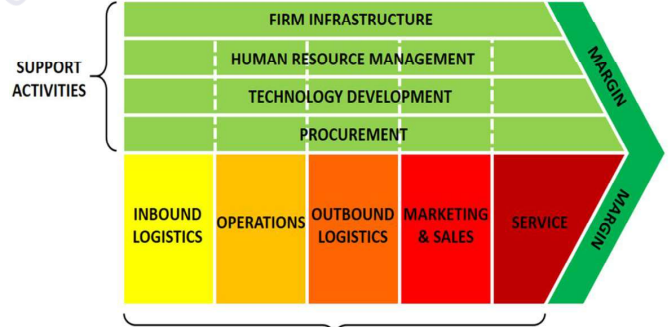 FIRM INFRASTRUCTURE
HUMAN RESOURCE MANAGEMENT
SUPPORT
ACTIVITIES
TECHNOLOGY DEVELOPMENT
PROCUREMENT
MARGIN
INBOUND
LOGISTICS
OPERATIONS
OUTBOUND
LOGISTICS
MARKETING
& SALES
SERVICE
MARGIN